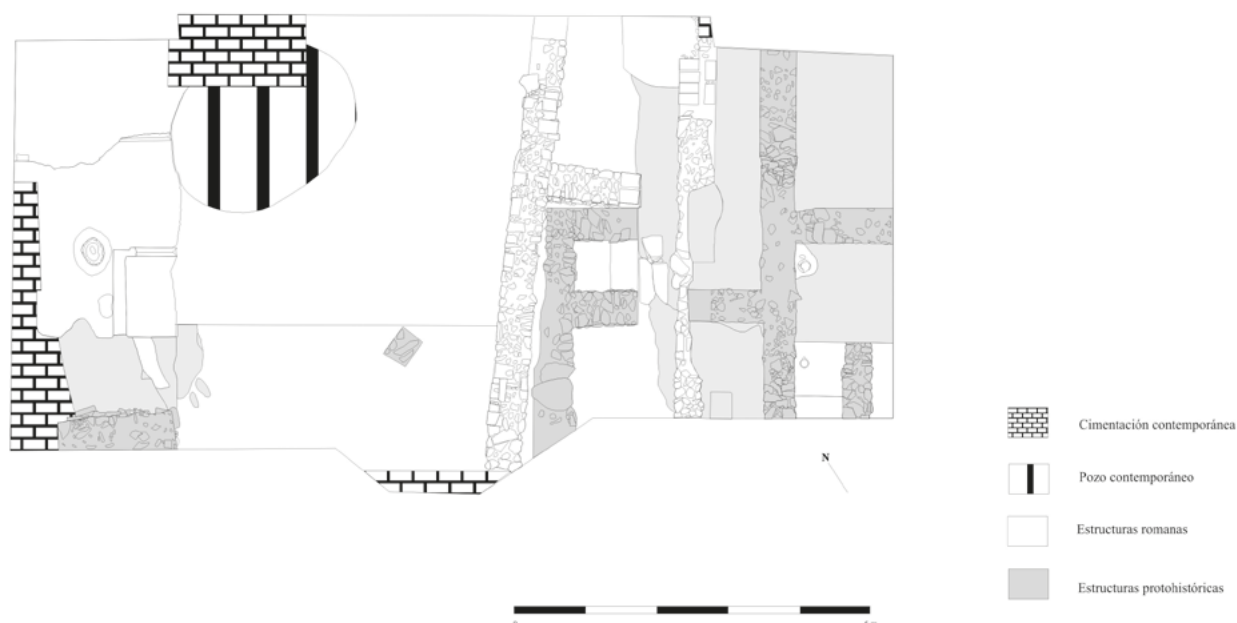 Cimentación contemporánea
N
Pozo contemporáneo
Estructuras romanas
Estructuras protohistóricas